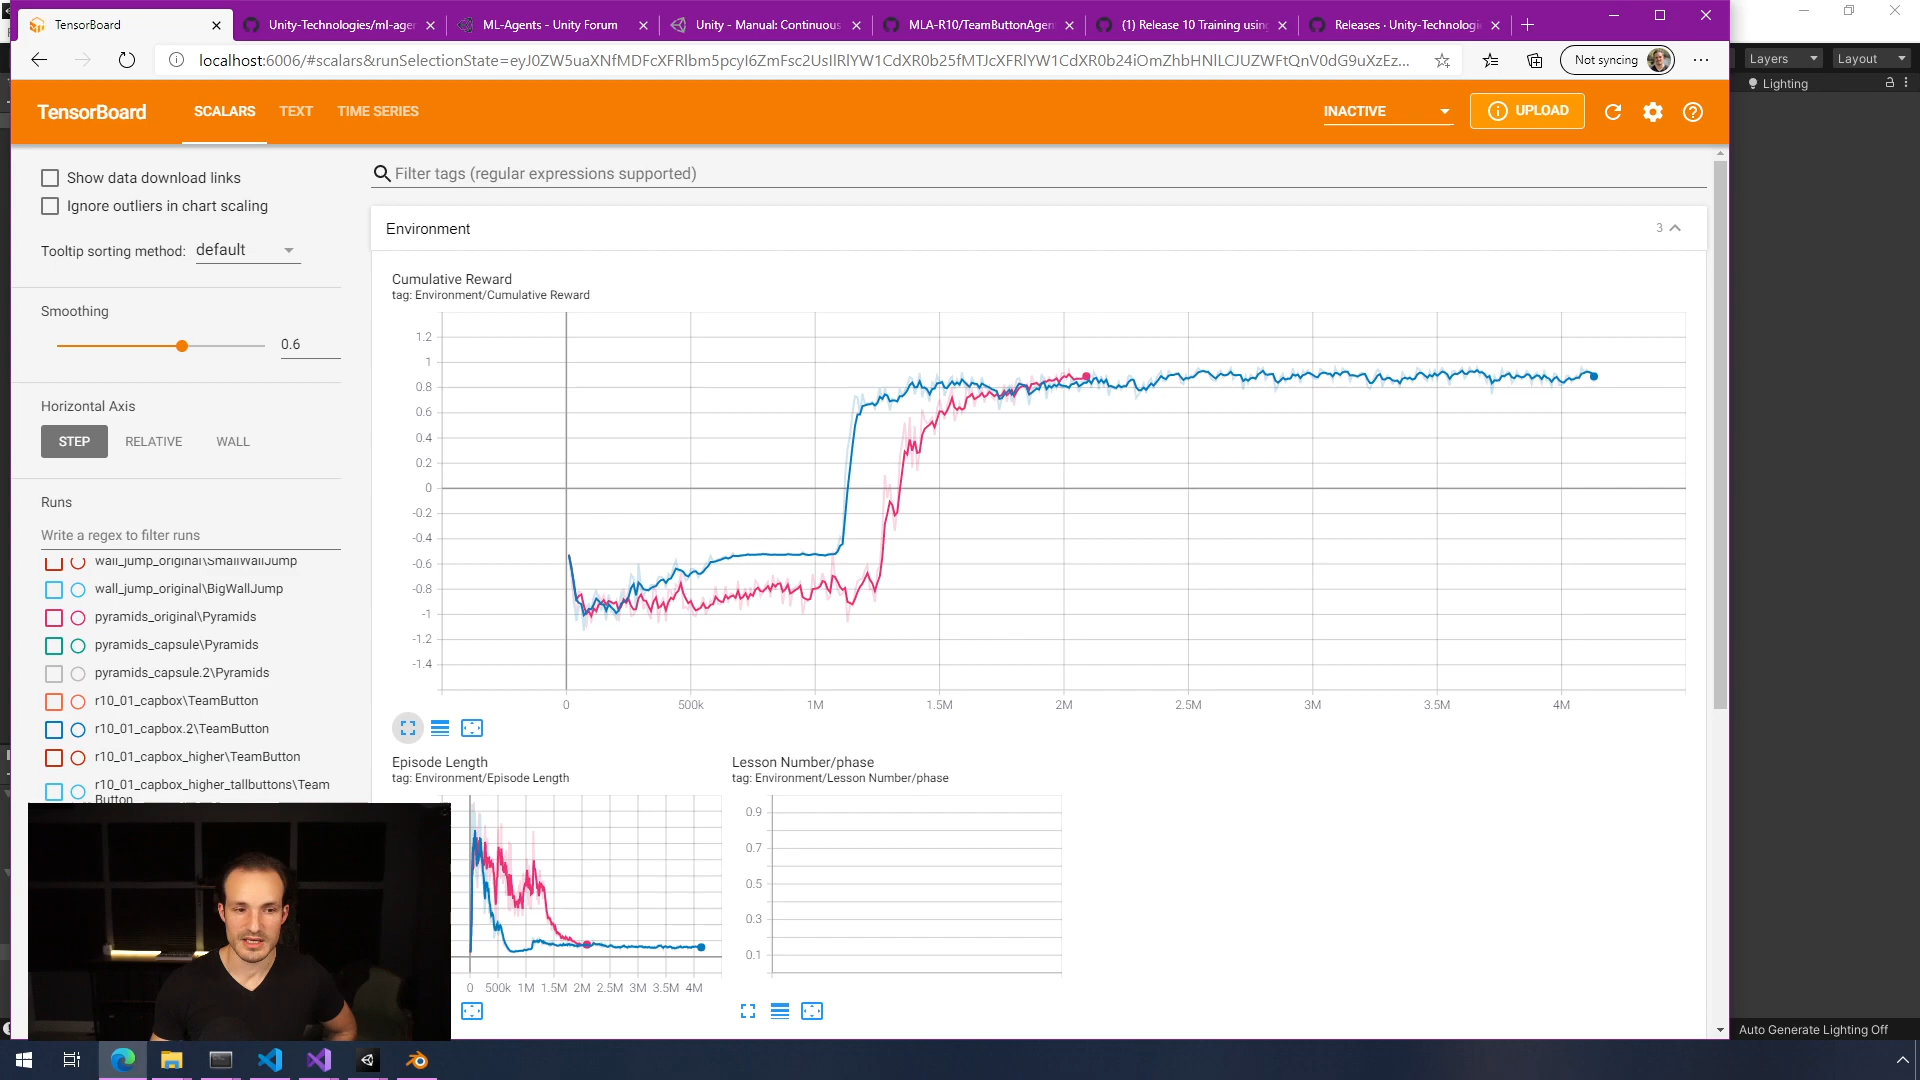 TensorBoard
Unity-Technologies/ml-agen
ML-Agents - Unity Forum
Unity - Manual: Continuous
MLA-R10/TeamButtonAgen
(1) Release 10 Training using
Releases · Unity-Technologi
localhost:6006/#scalars&runSelectionState=eyJ0ZW5uaXNfMDFcXFRlbm5pcyI6ZmFsc2UsIlRlYW1CdXR0b25fMTJcXFRlYW1CdXR0b24iOmZhbHNlLCJUZWFtQnV0dG9uXzEz...
Not syncing
Layers
Layout
Lighting
TensorBoard
SCALARS
TEXT
TIME SERIES
INACTIVE
UPLOAD
Show data download links
Ignore outliers in chart scaling
Tooltip sorting method: default
Smoothing
0.6
Horizontal Axis
STEP
RELATIVE
WALL
Runs
Write a regex to filter runs
wall_jump_original\SmallWallJump
wall_jump_original\BigWallJump
pyramids_original\Pyramids
pyramids_capsule\Pyramids
pyramids_capsule.2\Pyramids
r10_01_capbox\TeamButton
r10_01_capbox.2\TeamButton
r10_01_capbox_higher\TeamButton
r10_01_capbox_higher_tallbuttons\Team
Button
Filter tags (regular expressions supported)
Environment
3
Cumulative Reward
tag: Environment/Cumulative Reward
1.2
1
0.8
0.6
0.4
0.2
0
-0.2
-0.4
-0.6
-0.8
-1
-1.2
-1.4
0 500k 1M 1.5M 2M 2.5M 3M 3.5M 4M
Episode Length
tag: Environment/Episode Length
0 500k 1M 1.5M 2M 2.5M 3M 3.5M 4M
Lesson Number/phase
tag: Environment/Lesson Number/phase
0.9
0.7
0.5
0.3
0.1
Auto Generate Lighting Off